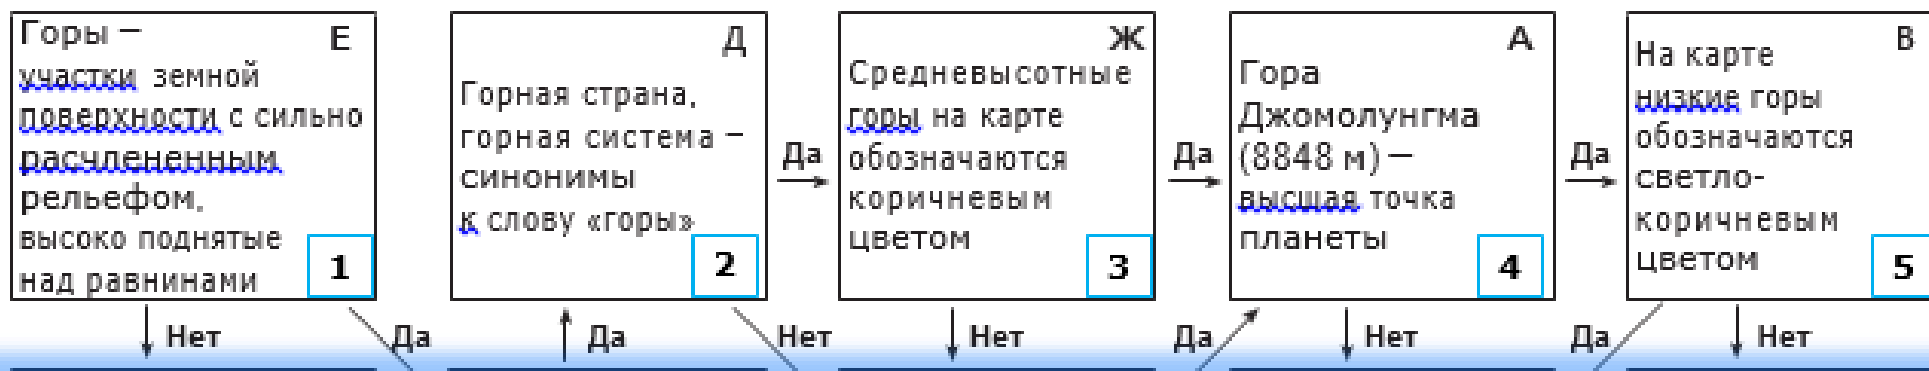 Е
Горы —
участки земной
поверхности с сильно
расчлененным
рельефом,
высоко поднятые
над равнинами
1
Д
Горная страна,
горная система —
синонимы
к слову «горы»
2
Да
Ж
Средневысотные
горы на карте
обозначаются
коричневым
цветом
3
Да
А
Гора
Джомолунгма
(8848 м) —
высшая точка
планеты
4
Да
В
На карте
низкие горы
обозначаются
светло-
коричневым
цветом
5
Нет
Да
Да
Нет
Нет
Да
Нет
Да
Нет